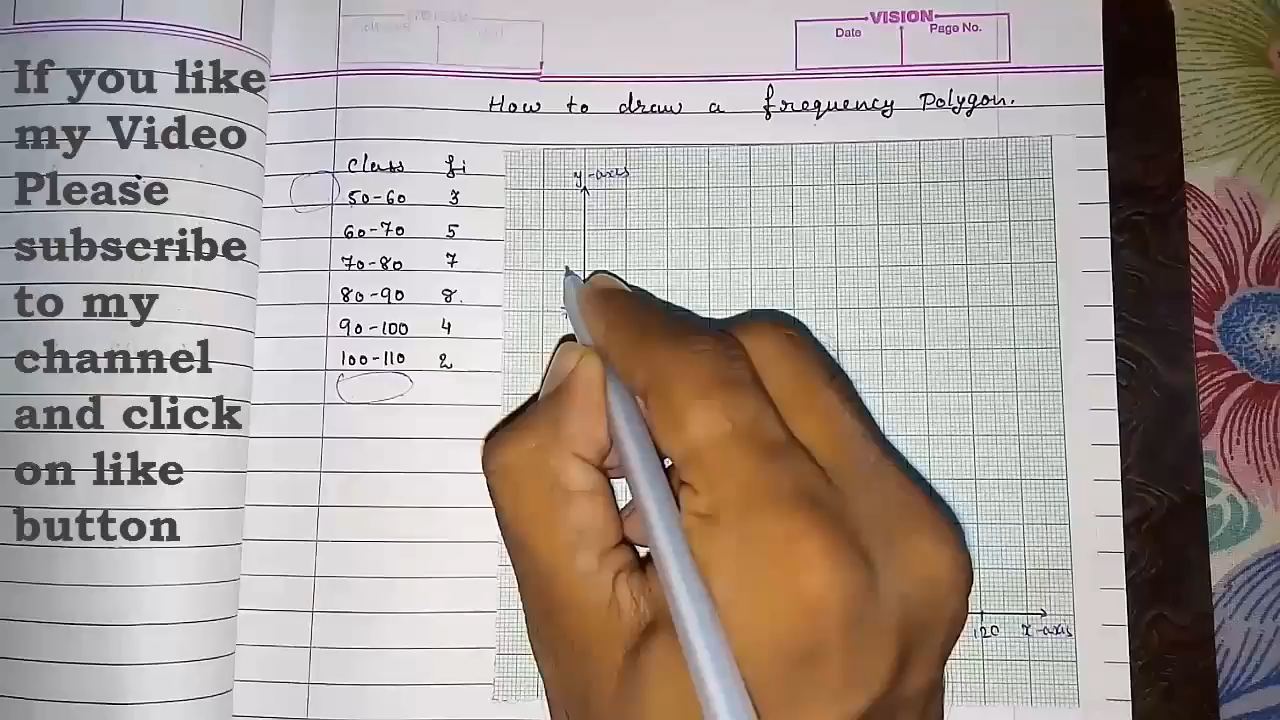 If you like
my Video
Please
subscribe
to my
channel
and click
on like
button
VISION
Date Page No.
How to draw a frequency Polygon.
Class fi
50-60 3
60-70 5
70-80 7
80-90 8.
90-100 4
100-110 2
y-axis
120 x-axis